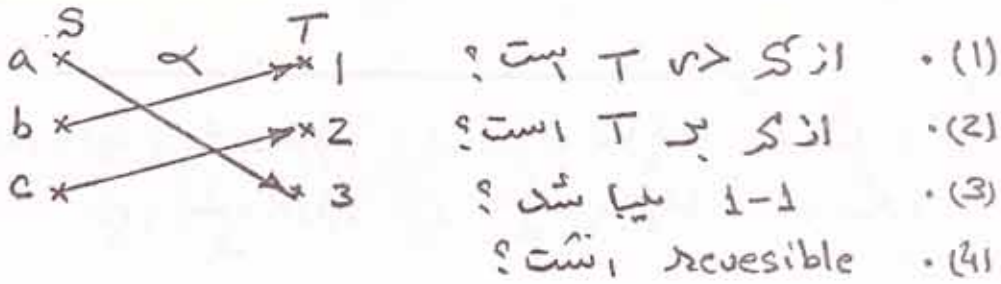 S T
α
a 1
b 2
c 3
(1). از S در T است؟
(2). از S بر T است؟
(3). 1-1 میباشد؟
(4). revesible است؟